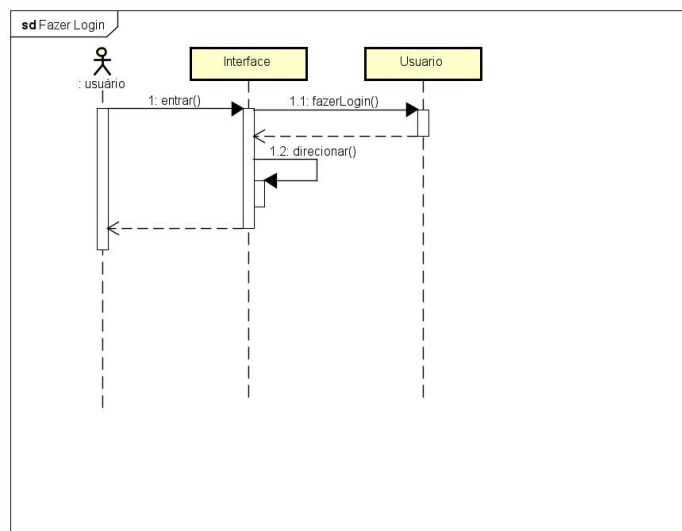 sd Fazer Login
: usuário
Interface
Usuario
1: entrar()
1.1: fazerLogin()
1.2: direcionar()